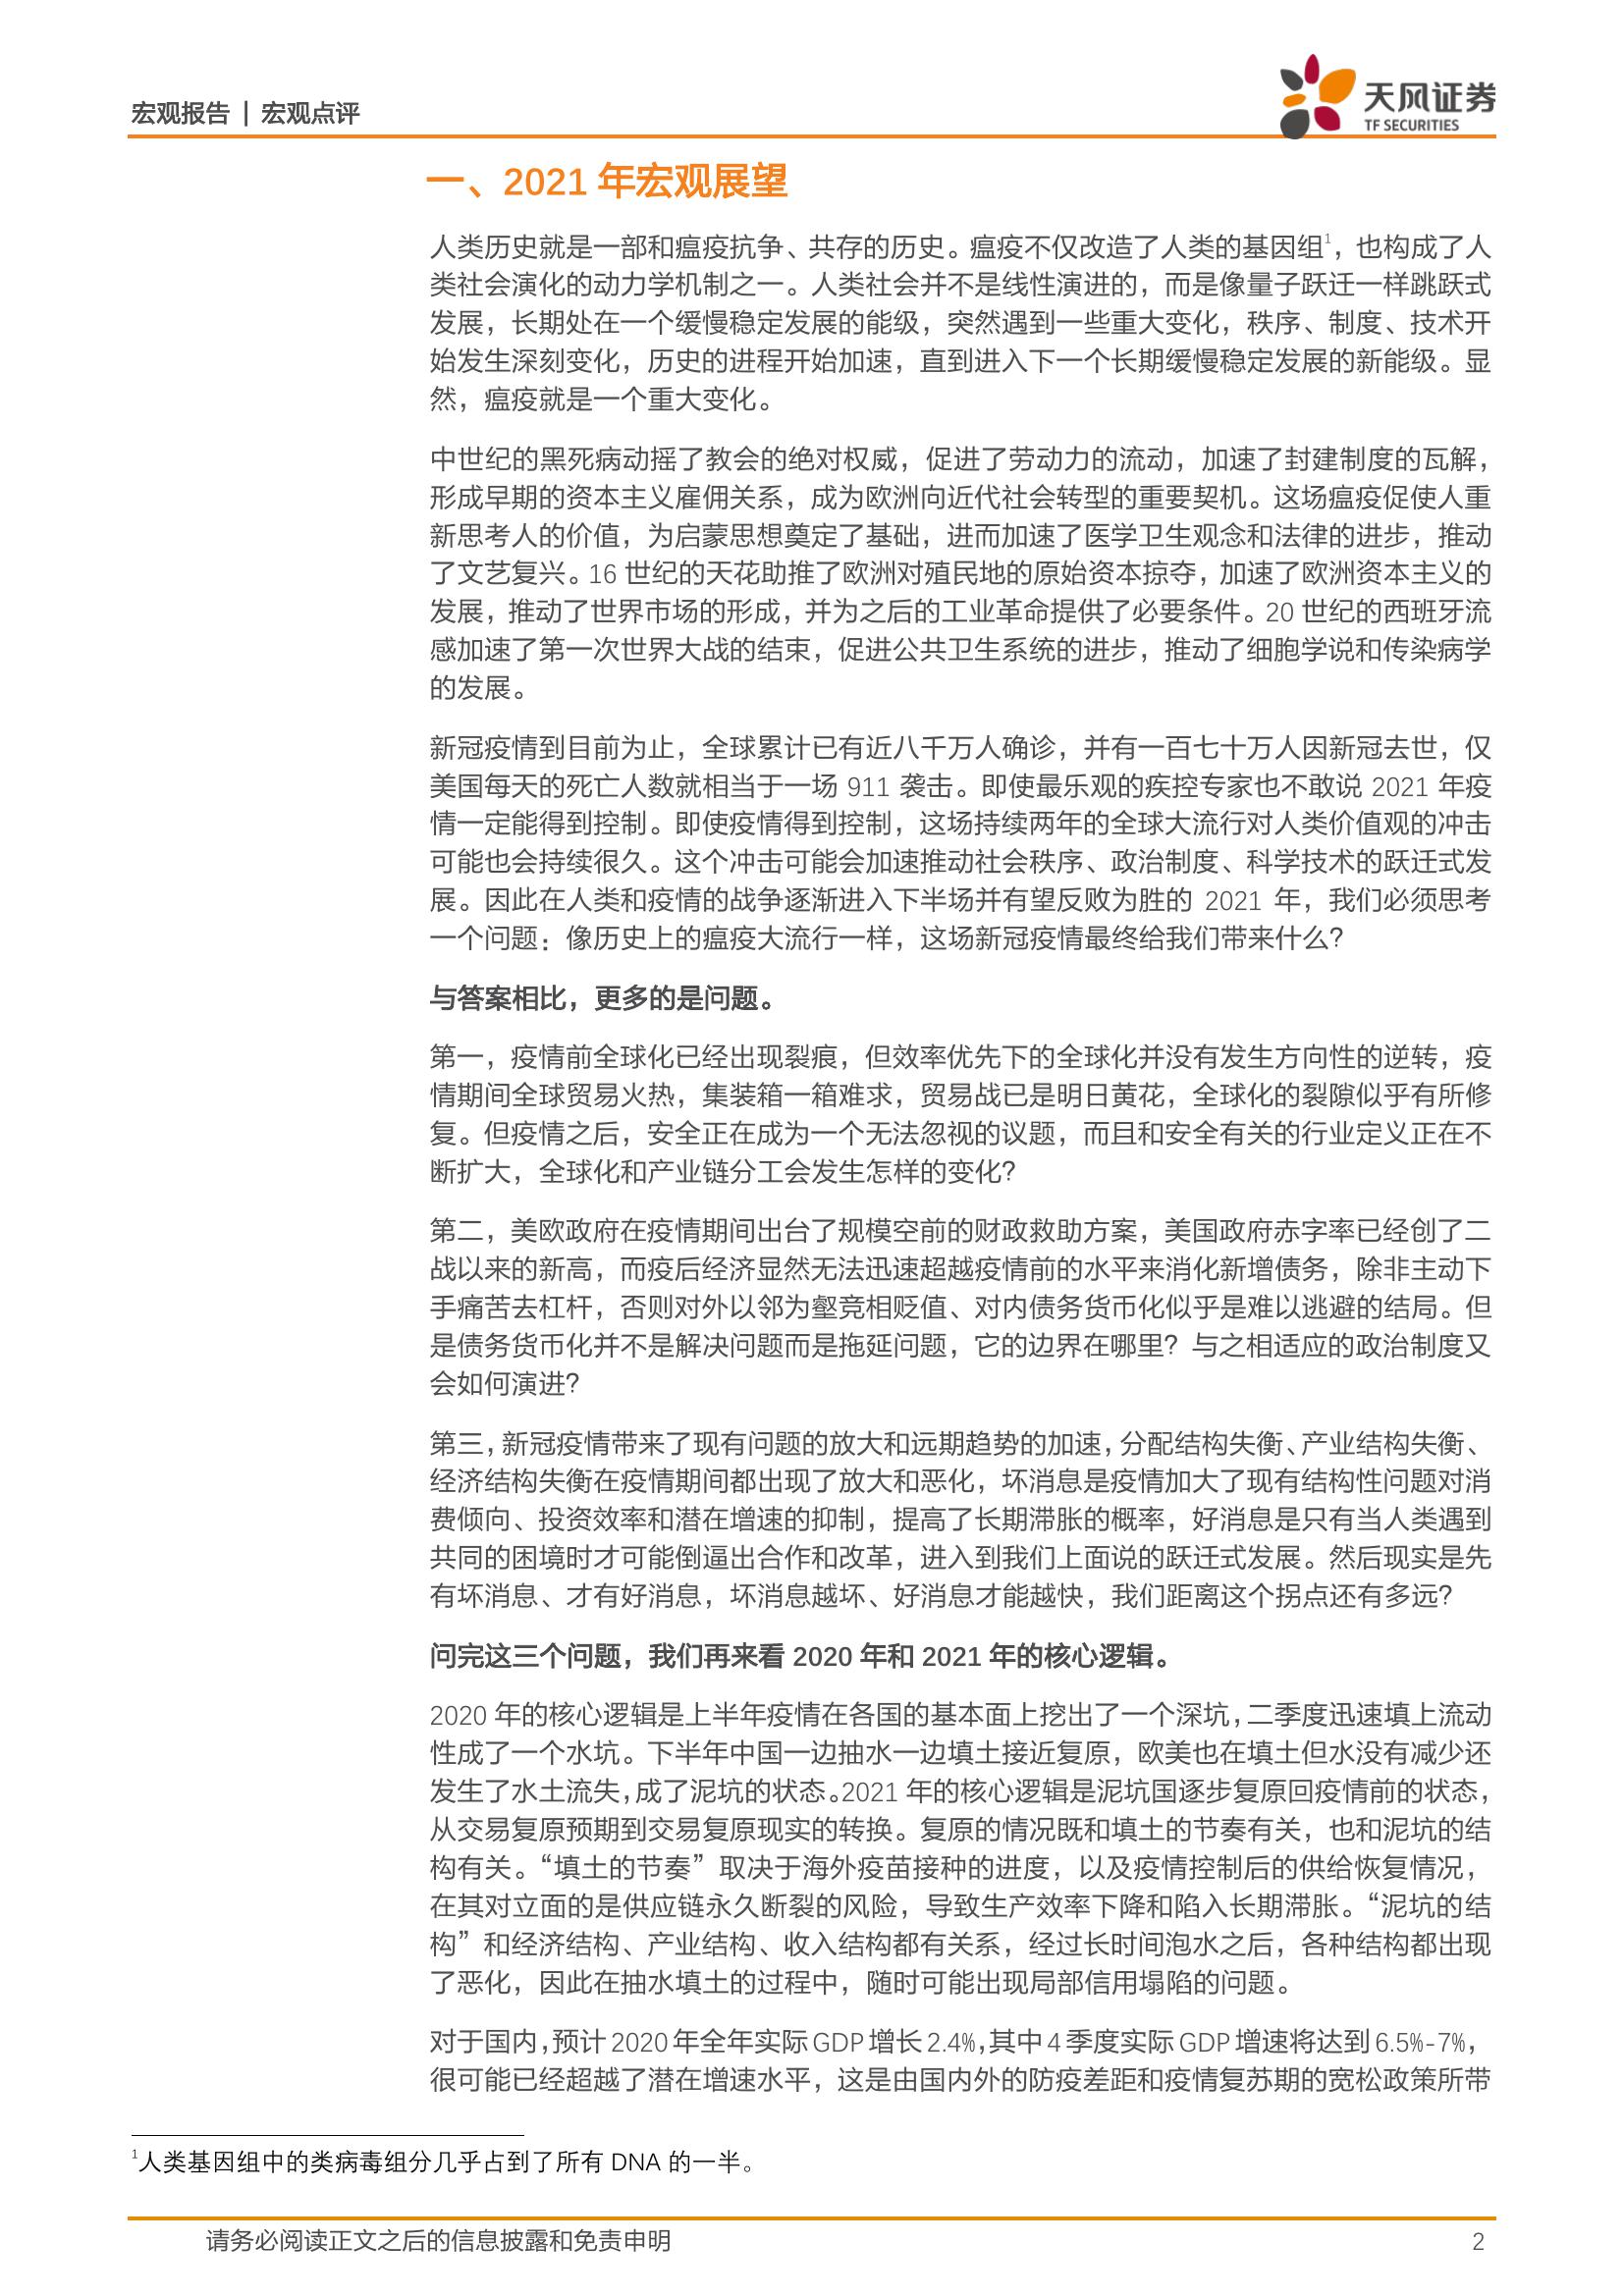 宏观报告 | 宏观点评
天风证券
TF SECURITIES
一、2021 年宏观展望
人类历史就是一部和瘟疫抗争、共存的历史。瘟疫不仅改造了人类的基因组1，也构成了人
类社会演化的动力学机制之一。人类社会并不是线性演进的，而是像量子跃迁一样跳跃式
发展，长期处在一个缓慢稳定发展的能级，突然遇到一些重大变化，秩序、制度、技术开
始发生深刻变化，历史的进程开始加速，直到进入下一个长期缓慢稳定发展的新能级。显
然，瘟疫就是一个重大变化。
中世纪的黑死病动摇了教会的绝对权威，促进了劳动力的流动，加速了封建制度的瓦解，
形成早期的资本主义雇佣关系，成为欧洲向近代社会转型的重要契机。这场瘟疫促使人重
新思考人的价值，为启蒙思想奠定了基础，进而加速了医学卫生观念和法律的进步，推动
了文艺复兴。16 世纪的天花助推了欧洲对殖民地的原始资本掠夺，加速了欧洲资本主义的
发展，推动了世界市场的形成，并为之后的工业革命提供了必要条件。20 世纪的西班牙流
感加速了第一次世界大战的结束，促进公共卫生系统的进步，推动了细胞学说和传染病学
的发展。
新冠疫情到目前为止，全球累计已有近八千万人确诊，并有一百七十万人因新冠去世，仅
美国每天的死亡人数就相当于一场 911 袭击。即使最乐观的疾控专家也不敢说 2021 年疫
情一定能得到控制。即使疫情得到控制，这场持续两年的全球大流行对人类价值观的冲击
可能也会持续很久。这个冲击可能会加速推动社会秩序、政治制度、科学技术的跃迁式发
展。因此在人类和疫情的战争逐渐进入下半场并有望反败为胜的 2021 年，我们必须思考
一个问题：像历史上的瘟疫大流行一样，这场新冠疫情最终给我们带来什么？
与答案相比，更多的是问题。
第一，疫情前全球化已经出现裂痕，但效率优先下的全球化并没有发生方向性的逆转，疫
情期间全球贸易火热，集装箱一箱难求，贸易战已是明日黄花，全球化的裂隙似乎有所修
复。但疫情之后，安全正在成为一个无法忽视的议题，而且和安全有关的行业定义正在不
断扩大，全球化和产业链分工会发生怎样的变化？
第二，美欧政府在疫情期间出台了规模空前的财政救助方案，美国政府赤字率已经创了二
战以来的新高，而疫后经济显然无法迅速超越疫情前的水平来消化新增债务，除非主动下
手痛苦去杠杆，否则对外以邻为壑竞相贬值、对内债务货币化似乎是难以逃避的结局。但
是债务货币化并不是解决问题而是拖延问题，它的边界在哪里？与之相适应的政治制度又
会如何演进？
第三，新冠疫情带来了现有问题的放大和远期趋势的加速，分配结构失衡、产业结构失衡、
经济结构失衡在疫情期间都出现了放大和恶化，坏消息是疫情加大了现有结构性问题对消
费倾向、投资效率和潜在增速的抑制，提高了长期滞胀的概率，好消息是只有当人类遇到
共同的困境时才可能倒逼出合作和改革，进入到我们上面说的跃迁式发展。然后现实是先
有坏消息、才有好消息，坏消息越坏、好消息才能越快，我们距离这个拐点还有多远？
问完这三个问题，我们再来看 2020 年和 2021 年的核心逻辑。
2020 年的核心逻辑是上半年疫情在各国的基本面上挖出了一个深坑，二季度迅速填上流动
性成了一个水坑。下半年中国一边抽水一边填土接近复原，欧美也在填土但水没有减少还
发生了水土流失，成了泥坑的状态。2021 年的核心逻辑是泥坑国逐步复原回疫情前的状态，
从交易复原预期到交易复原现实的转换。复原的情况既和填土的节奏有关，也和泥坑的结
构有关。“填土的节奏”取决于海外疫苗接种的进度，以及疫情控制后的供给恢复情况，
在其对立面的是供应链永久断裂的风险，导致生产效率下降和陷入长期滞胀。“泥坑的结
构”和经济结构、产业结构、收入结构都有关系，经过长时间泡水之后，各种结构都出现
了恶化，因此在抽水填土的过程中，随时可能出现局部信用塌陷的问题。
对于国内，预计 2020 年全年实际 GDP 增长 2.4%，其中 4 季度实际 GDP 增速将达到 6.5%-7%，
很可能已经超越了潜在增速水平，这是由国内外的防疫差距和疫情复苏期的宽松政策所带
1人类基因组中的类病毒组分几乎占到了所有 DNA 的一半。
请务必阅读正文之后的信息披露和免责申明
2